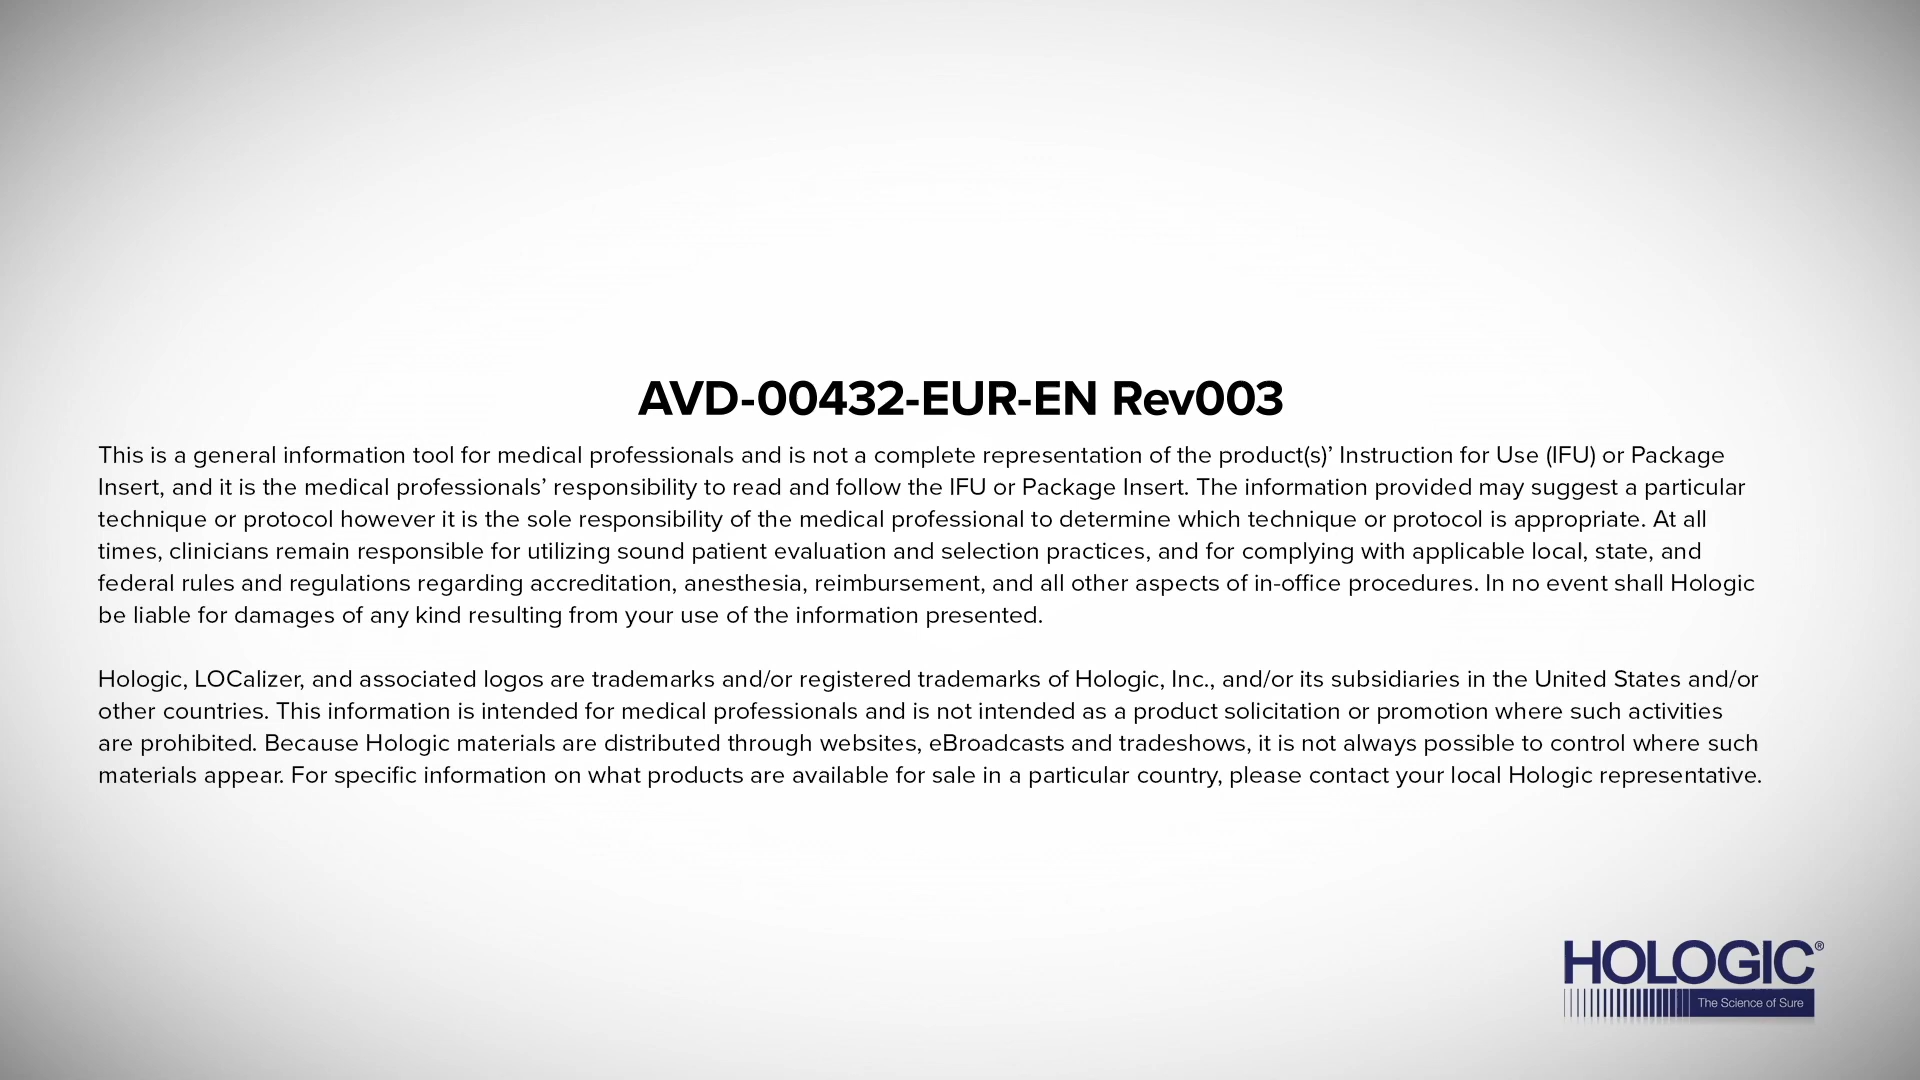 AVD-00432-EUR-EN Rev003
This is a general information tool for medical professionals and is not a complete representation of the product(s)’ Instruction for Use (IFU) or Package
Insert, and it is the medical professionals’ responsibility to read and follow the IFU or Package Insert. The information provided may suggest a particular
technique or protocol however it is the sole responsibility of the medical professional to determine which technique or protocol is appropriate. At all
times, clinicians remain responsible for utilizing sound patient evaluation and selection practices, and for complying with applicable local, state, and
federal rules and regulations regarding accreditation, anesthesia, reimbursement, and all other aspects of in-office procedures. In no event shall Hologic
be liable for damages of any kind resulting from your use of the information presented.
Hologic, LOCalizer, and associated logos are trademarks and/or registered trademarks of Hologic, Inc., and/or its subsidiaries in the United States and/or
other countries. This information is intended for medical professionals and is not intended as a product solicitation or promotion where such activities
are prohibited. Because Hologic materials are distributed through websites, eBroadcasts and tradeshows, it is not always possible to control where such
materials appear. For specific information on what products are available for sale in a particular country, please contact your local Hologic representative.
HOLOGIC®
The Science of Sure